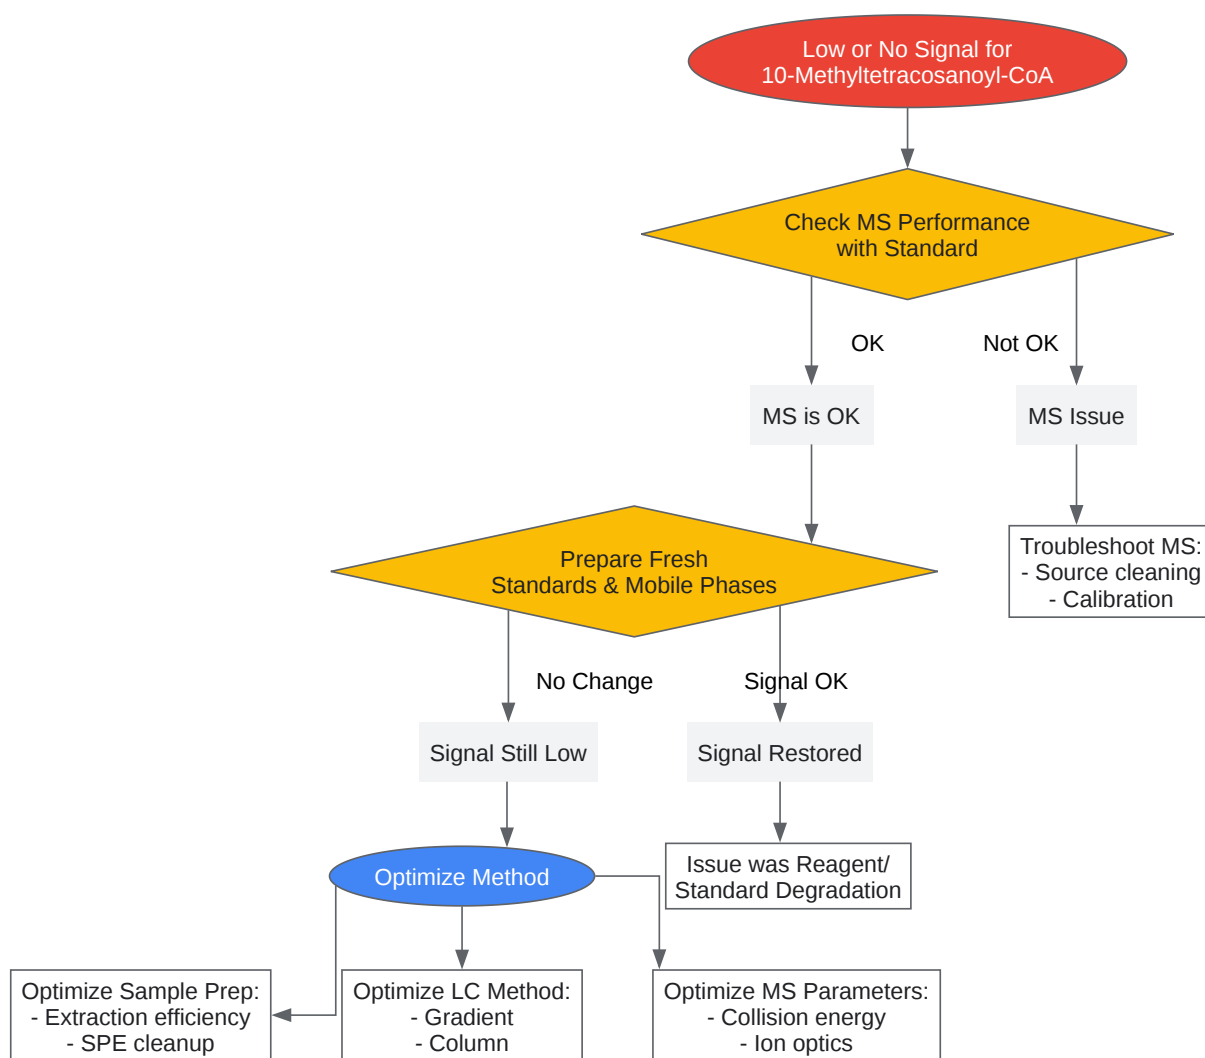 Low or No Signal for
10-Methyltetracosanoyl-CoA
Check MS Performance
with Standard
OK
Not OK
MS is OK
MS Issue
Prepare Fresh
Standards & Mobile Phases
Troubleshoot MS:
- Source cleaning
- Calibration
No Change
Signal OK
Signal Still Low
Signal Restored
Optimize Method
Issue was Reagent/
Standard Degradation
Optimize Sample Prep:
- Extraction efficiency
- SPE cleanup
Optimize LC Method:
- Gradient
- Column
Optimize MS Parameters:
- Collision energy
- Ion optics